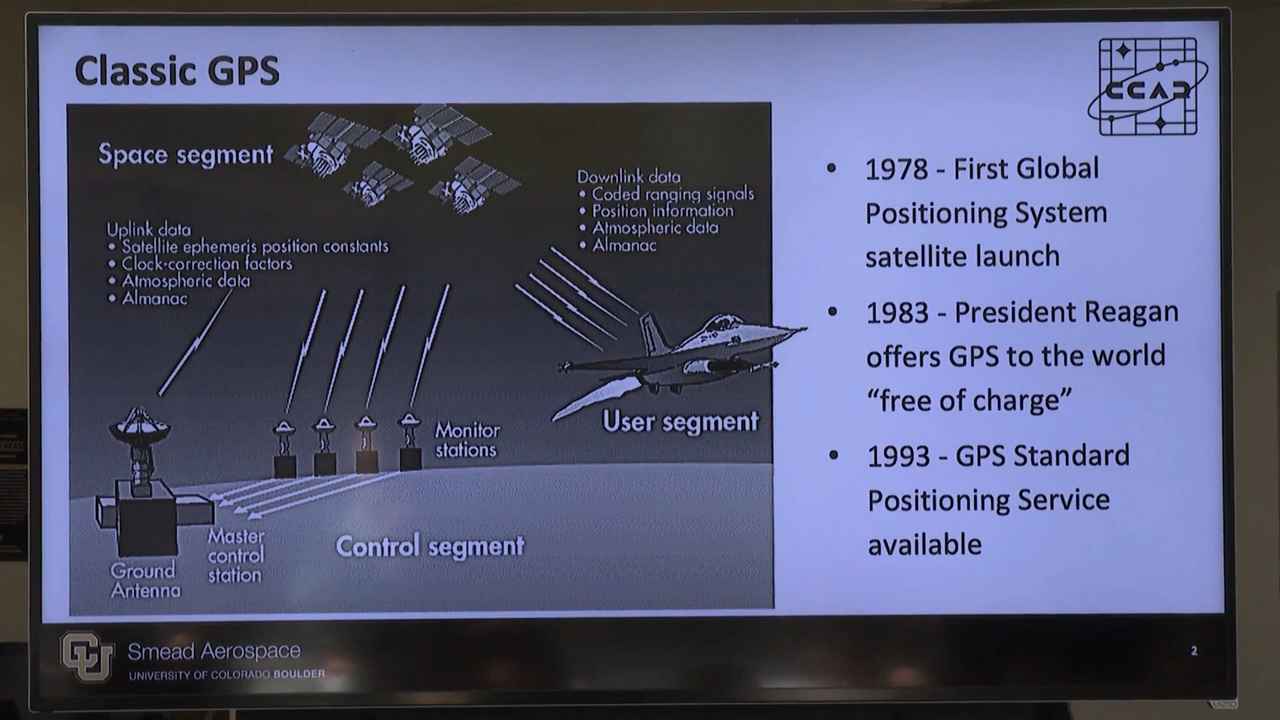 Classic GPS
CCAR
Space segment
Downlink data
• Coded ranging signals
• Position information
• Atmospheric data
• Almanac
Uplink data
• Satellite ephemeris position constants
• Clock-correction factors
• Atmospheric data
• Almanac
User segment
Monitor
stations
Master
control
station
Control segment
Ground
Antenna
• 1978 - First Global
Positioning System
satellite launch
• 1983 - President Reagan
offers GPS to the world
“free of charge”
• 1993 - GPS Standard
Positioning Service
available
CU
Smead Aerospace
UNIVERSITY OF COLORADO BOULDER
2
VIZIO